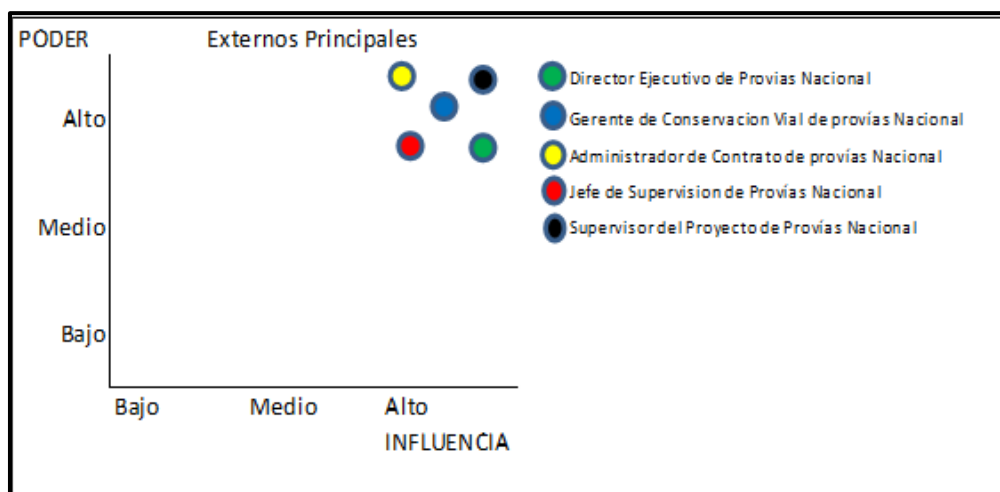 PODER
Externos Principales
Alto
Medio
Bajo
Bajo
Medio
Alto
INFLUENCIA
Director Ejecutivo de Provias Nacional
Gerente de Conservacion Vial de provías Nacional
Administrador de Contrato de provías Nacional
Jefe de Supervision de Provías Nacional
Supervisor del Proyecto de Provías Nacional